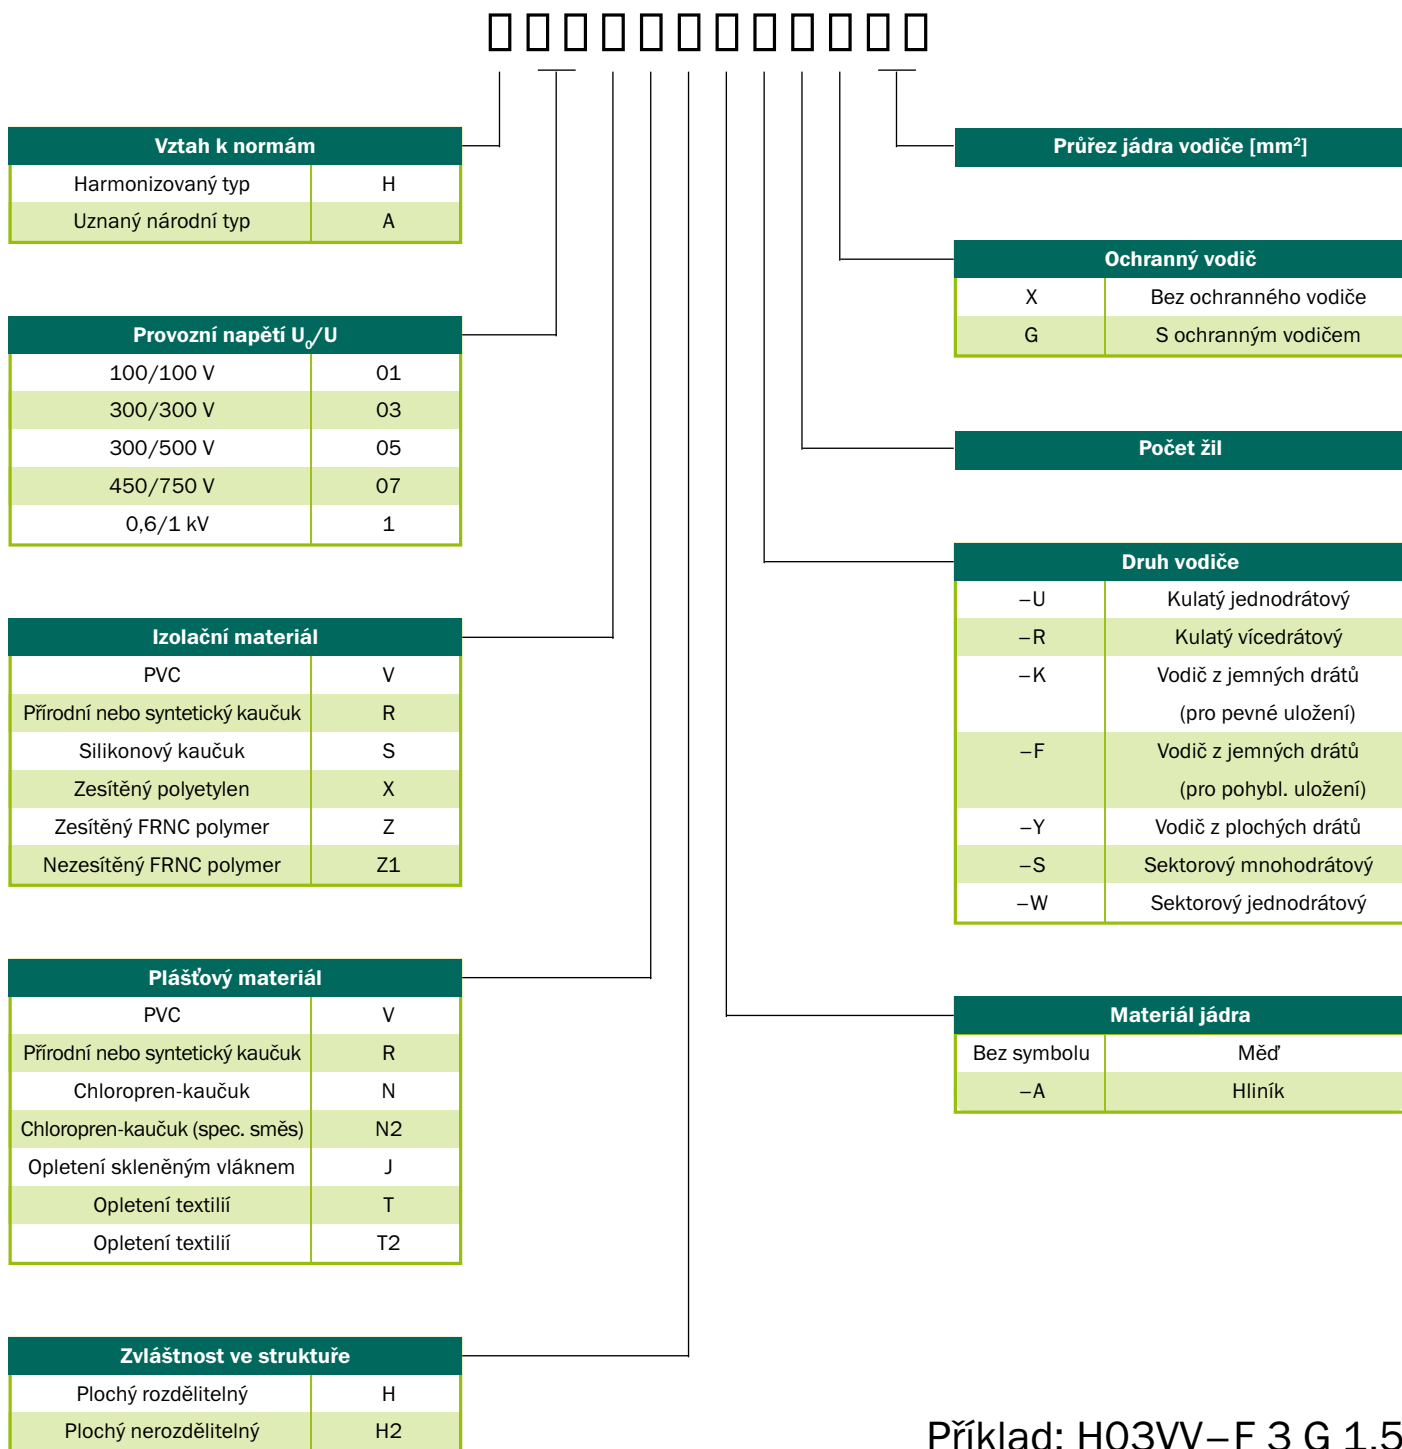 Vztah k normám
Harmonizovaný typ H
Uznaný národní typ A
Provozní napětí U₀/U
100/100 V 01
300/300 V 03
300/500 V 05
450/750 V 07
0,6/1 kV 1
Izolační materiál
PVC V
Přírodní nebo syntetický kaučuk R
Silikonový kaučuk S
Zesítěný polyetylen X
Zesítěný FRNC polymer Z
Nezesítěný FRNC polymer Z1
Plášťový materiál
PVC V
Přírodní nebo syntetický kaučuk R
Chloropren-kaučuk N
Chloropren-kaučuk (spec. směs) N2
Opletení skleněným vláknem J
Opletení textilií T
Opletení textilií T2
Zvláštnost ve struktuře
Plochý rozdělitelný H
Plochý nerozdělitelný H2
Průřez jádra vodiče [mm²]
Ochranný vodič
X Bez ochranného vodiče
G S ochranným vodičem
Počet žil
Druh vodiče
–U Kulatý jednodrátový
–R Kulatý vícedrátový
–K Vodič z jemných drátů
(pro pevné uložení)
–F Vodič z jemných drátů
(pro pohybl. uložení)
–Y Vodič z plochých drátů
–S Sektorový mnohodrátový
–W Sektorový jednodrátový
Materiál jádra
Bez symbolu Měď
–A Hliník
Příklad: H03VV–F 3 G 1,5